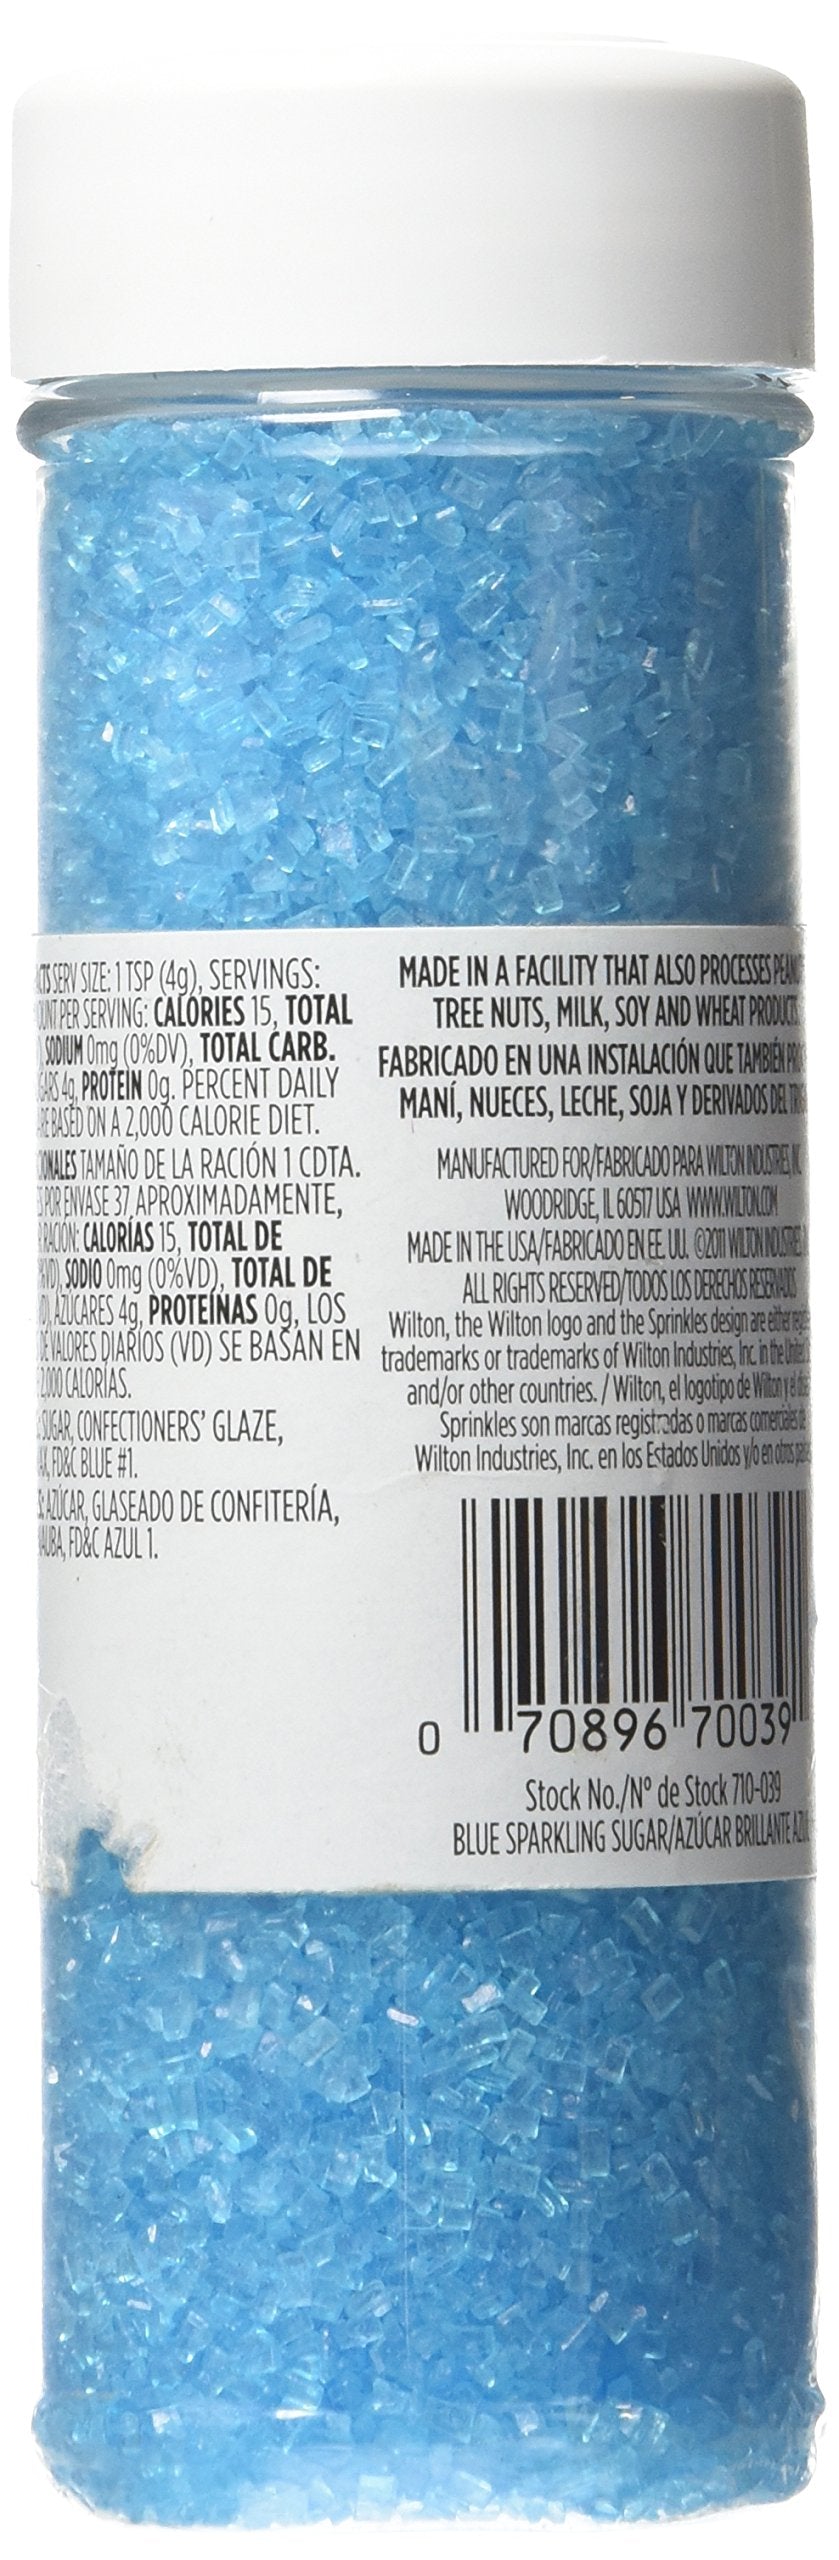 SERV SIZE: 1 TSP (4g), SERVINGS:
PER SERVING: CALORIES 15, TOTAL
SODIUM 0mg (0%DV), TOTAL CARB.
4g, PROTEIN 0g. PERCENT DAILY
BASED ON A 2,000 CALORIE DIET.
TAMAÑO DE LA RACIÓN 1 CDTA.
POR ENVASE 37 APROXIMADAMENTE,
RACIÓN: CALORÍAS 15, TOTAL DE
SODIO 0mg (0%VD), TOTAL DE
AZÚCARES 4g, PROTEÍNAS 0g, LOS
DE VALORES DIARIOS (VD) SE BASAN EN
2,000 CALORÍAS.
SUGAR, CONFECTIONERS' GLAZE,
FD&C BLUE #1.
AZÚCAR, GLASEADO DE CONFITERÍA,
FD&C AZUL 1.
MADE IN A FACILITY THAT ALSO PROCESSES
TREE NUTS, MILK, SOY AND WHEAT PRODUCTS
FABRICADO EN UNA INSTALACIÓN QUE TAMBIÉN
MANÍ, NUECES, LECHE, SOJA Y DERIVADOS DEL
MANUFACTURED FOR/FABRICADO PARA WILTON INDUSTRIES, INC
WOODRIDGE, IL 60517 USA WWW.WILTON.COM
MADE IN THE USA/FABRICADO EN EE. UU. ©2011 WILTON INDUSTRIES
ALL RIGHTS RESERVED/TODOS LOS DERECHOS RESERVADOS
Wilton, the Wilton logo and the Sprinkles design are either
trademarks or trademarks of Wilton Industries, Inc. in the United
and/or other countries. / Wilton, el logotipo de Wilton y el
Sprinkles son marcas registradas o marcas comerciales de
Wilton Industries, Inc. en los Estados Unidos y/o en otros
0 70896 70039
Stock No./N° de Stock 710-039
BLUE SPARKLING SUGAR/AZÚCAR BRILLANTE